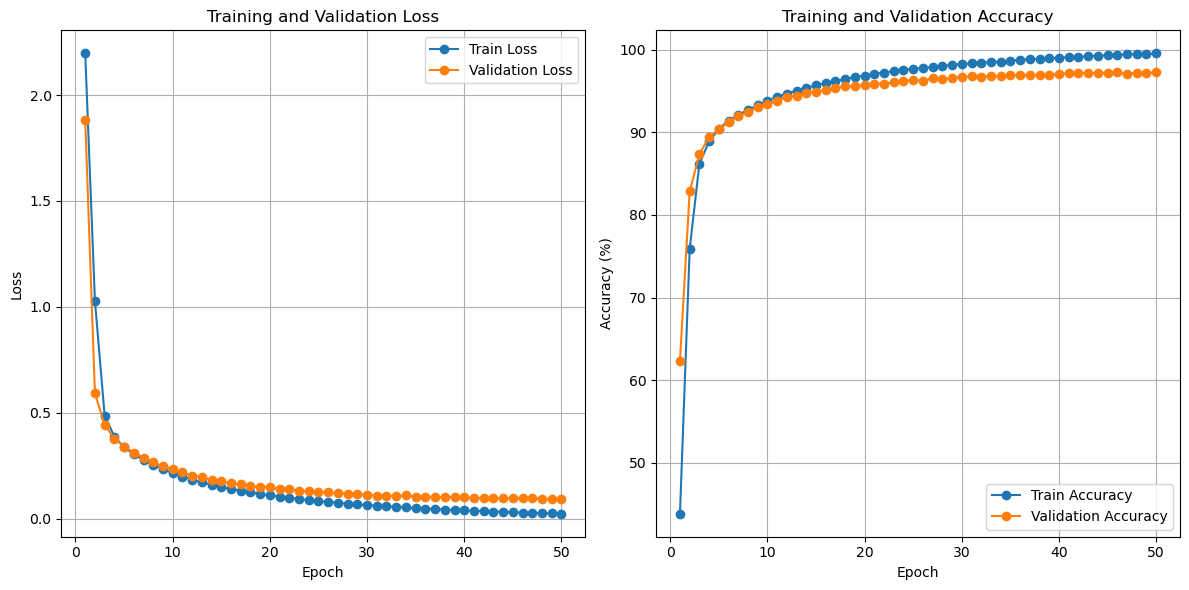 Training and Validation Loss
Train Loss
Validation Loss
Loss
2.0
1.5
1.0
0.5
0.0
0 10 20 30 40 50
Epoch
Training and Validation Accuracy
Accuracy (%)
100
90
80
70
60
50
Train Accuracy
Validation Accuracy
0 10 20 30 40 50
Epoch